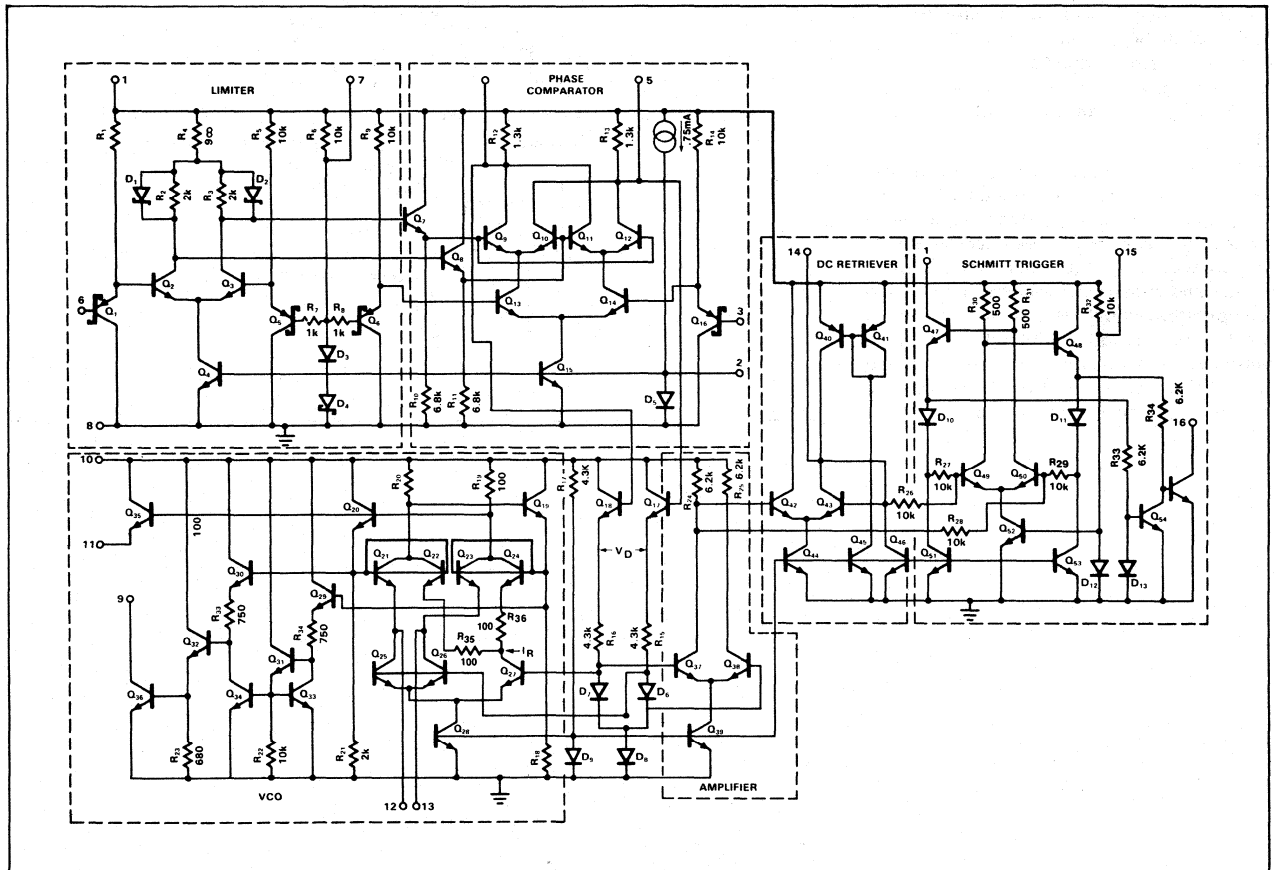 1
LIMITER
7
PHASE
COMPARATOR
5
R1
R4
R5
10k
R6
10k
R9
10k
R12
1.3k
R13
1.3k
.75mA
R14
10k
D1
R2
2k
R3
2k
D2
Q7
Q8
Q9
Q10
Q11
Q12
6
Q1
Q2
Q3
Q5
R7
1k
R8
1k
Q6
Q13
Q14
Q16
3
D3
Q4
Q15
2
D4
R10
6.8k
R11
6.8k
D5
8
14
DC RETRIEVER
1
SCHMITT TRIGGER
15
Q40
Q41
Q47
R30
500
R31
500
Q48
R32
10k
D10
D11
R34
6.2K
16
R33
6.2K
R27
10k
Q49
Q50
R29
10k
Q42
Q43
R26
10k
R28
10k
Q52
Q54
Q44
Q45
Q46
Q51
Q53
D12
D13
10
R20
R19
100
Q19
R17
4.3K
Q18
Q17
R24
6.2k
R25
6.2k
Q35
100
Q20
11
Q21
Q22
Q23
Q24
VD
Q30
Q29
R33
750
R34
750
R36
100
9
Q32
Q31
R35
100
IR
R16
4.3k
R15
4.3k
Q25
Q26
Q27
Q37
Q38
Q36
Q34
Q33
D7
D6
R23
680
R22
10k
R21
2k
Q28
R18
D9
D8
Q39
VCO
12
13
AMPLIFIER